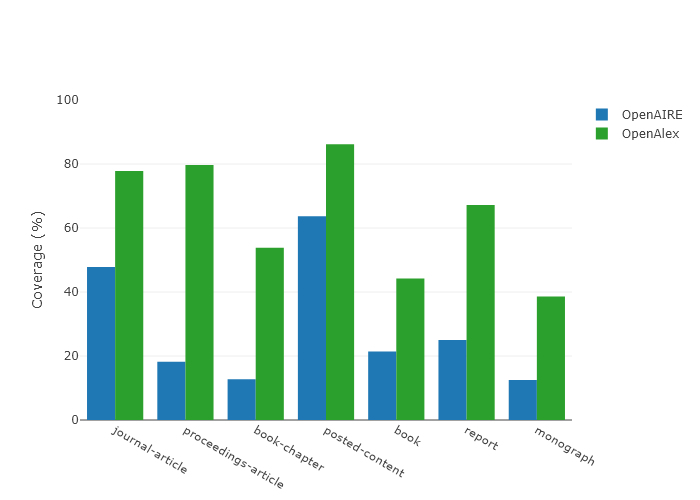 100
80
60
40
20
0
Coverage (%)
journal-article
proceedings-article
book-chapter
posted-content
book
report
monograph
OpenAIRE
OpenAlex